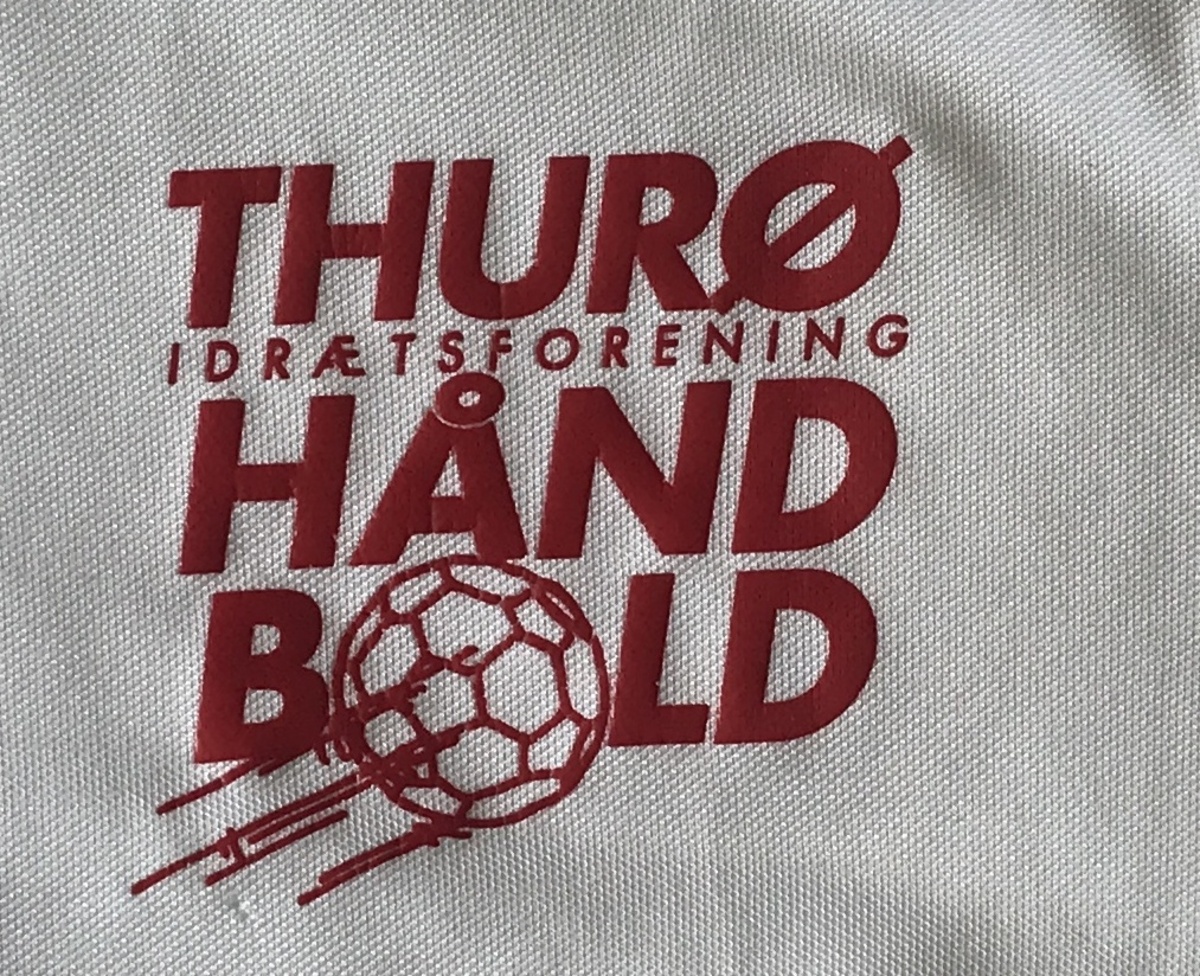 THURØ
IDRÆTSFORENING
HÅND
BOLD